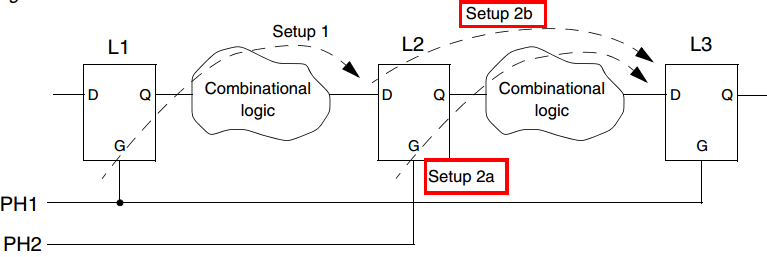 Setup 2b
Setup 1
L1
L2
L3
D
Q
G
Combinational
logic
D
Q
G
Combinational
logic
D
Q
G
Setup 2a
PH1
PH2